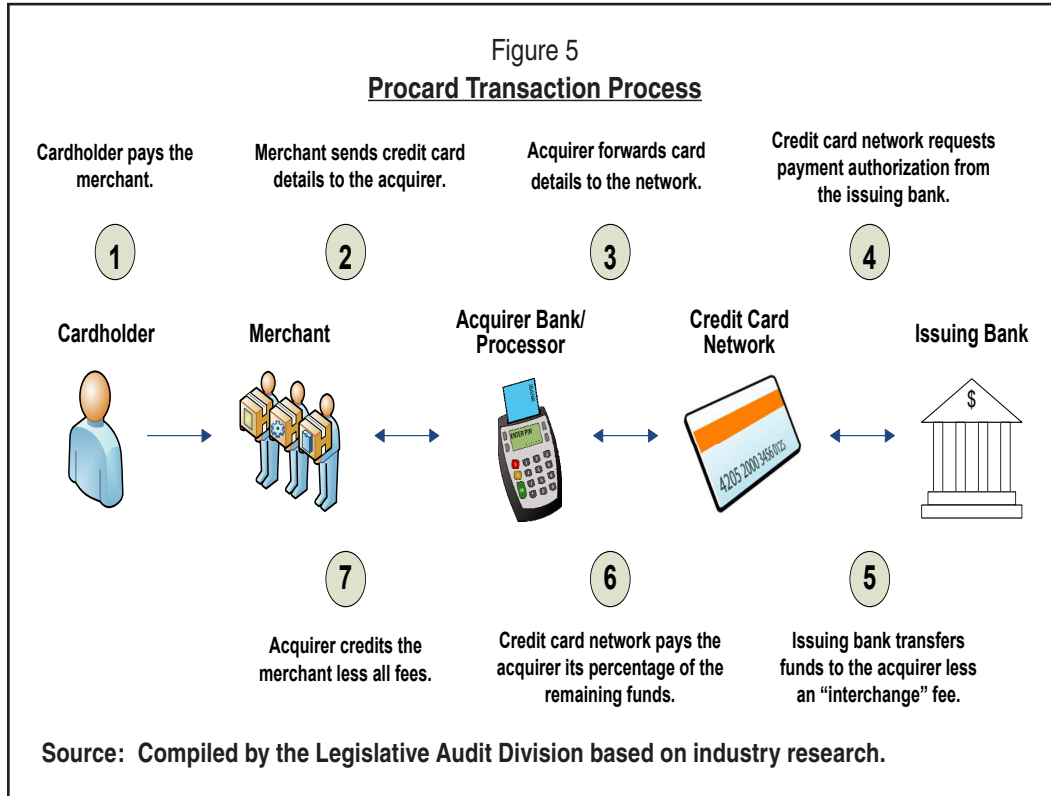 Figure 5
Procard Transaction Process
Cardholder pays the
merchant.
Merchant sends credit card
details to the acquirer.
Acquirer forwards card
details to the network.
Credit card network requests
payment authorization from
the issuing bank.
1
2
3
4
Cardholder
Merchant
Acquirer Bank/
Processor
Credit Card
Network
Issuing Bank
BANK
ENTER PIN
4205 2000 3456 0125
$
7
6
5
Acquirer credits the
merchant less all fees.
Credit card network pays the
acquirer its percentage of the
remaining funds.
Issuing bank transfers
funds to the acquirer less
an “interchange” fee.
Source: Compiled by the Legislative Audit Division based on industry research.